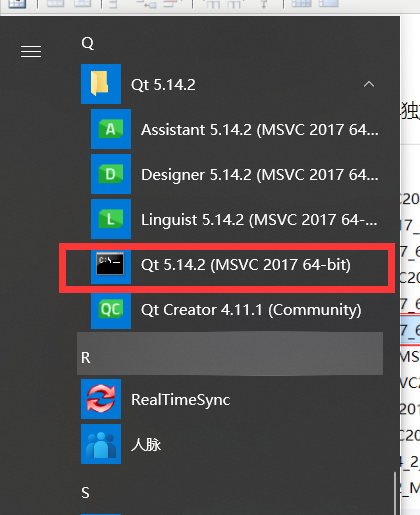 Q
Qt 5.14.2
Assistant 5.14.2 (MSVC 2017 64...
Designer 5.14.2 (MSVC 2017 64...
Linguist 5.14.2 (MSVC 2017 64-...
Qt 5.14.2 (MSVC 2017 64-bit)
Qt Creator 4.11.1 (Community)
R
RealTimeSync
人脉
S